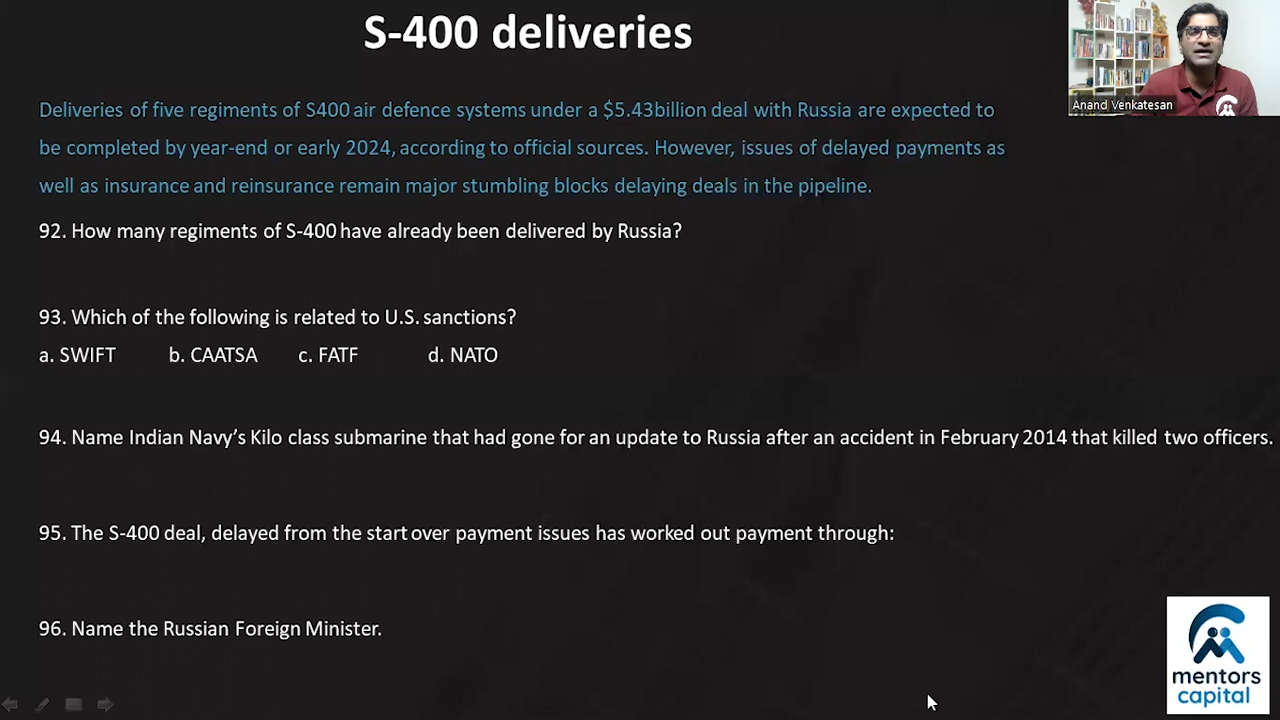 S-400 deliveries
Anand Venkatesan
Deliveries of five regiments of S400 air defence systems under a $5.43billion deal with Russia are expected to
be completed by year-end or early 2024, according to official sources. However, issues of delayed payments as
well as insurance and reinsurance remain major stumbling blocks delaying deals in the pipeline.
92. How many regiments of S-400 have already been delivered by Russia?
93. Which of the following is related to U.S. sanctions?
a. SWIFT b. CAATSA c. FATF d. NATO
94. Name Indian Navy’s Kilo class submarine that had gone for an update to Russia after an accident in February 2014 that killed two officers.
95. The S-400 deal, delayed from the start over payment issues has worked out payment through:
96. Name the Russian Foreign Minister.
mentors
capital